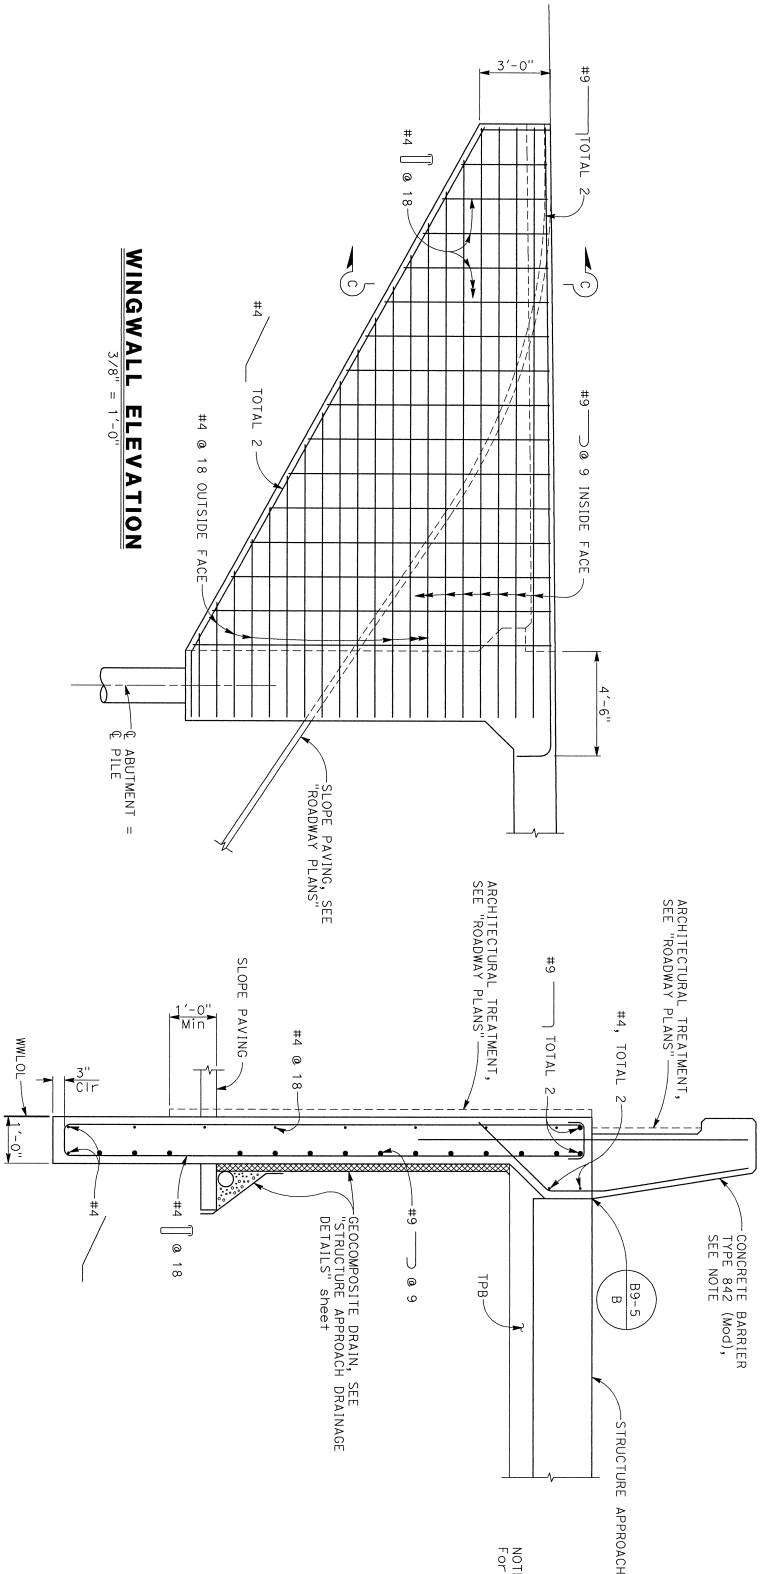 3'-0"
#9
TOTAL 2
#4
@ 18
C
C
#4
TOTAL 2
#9
@ 9 INSIDE FACE
#4 @ 18 OUTSIDE FACE
4'-6"
℄ ABUTMENT =
℄ PILE
SLOPE PAVING, SEE
"ROADWAY PLANS"
WINGWALL ELEVATION
3/8" = 1'-0"
ARCHITECTURAL TREATMENT,
SEE "ROADWAY PLANS"
ARCHITECTURAL TREATMENT,
SEE "ROADWAY PLANS"
#4, TOTAL 2
#9
TOTAL 2
#4 @ 18
1'-0"
Min
SLOPE PAVING
3"
Clr
WWLOL
1'-0"
#4
#4
@ 18
#9
@ 9
GEOCOMPOSITE DRAIN, SEE
"STRUCTURE APPROACH DRAINAGE
DETAILS" sheet
TPB
B9-5
B
CONCRETE BARRIER
TYPE 842 (Mod),
SEE NOTE
STRUCTURE APPROACH
For